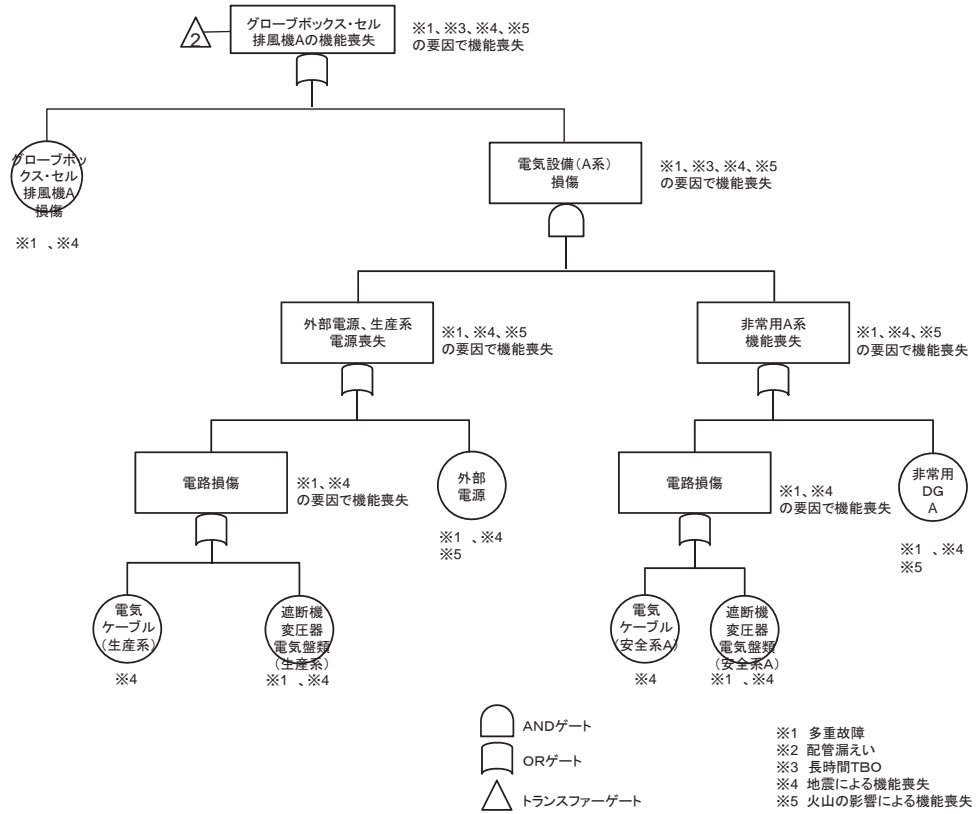 グローブボックス・セル
排風機Aの機能喪失
※1、※3、※4、※5
の要因で機能喪失
2
グローブボッ
クス・セル
排風機A
損傷
※1 、※4
電気設備(A系)
損傷
※1、※3、※4、※5
の要因で機能喪失
外部電源、生産系
電源喪失
※1、※4、※5
の要因で機能喪失
非常用A系
機能喪失
※1、※4、※5
の要因で機能喪失
電路損傷
※1、※4
の要因で機能喪失
外部
電源
※1 、※4
※5
電路損傷
※1、※4
の要因で機能喪失
非常用
DG
A
※1 、※4
※5
電気
ケーブル
(生産系)
※4
遮断機
変圧器
電気盤類
(生産系)
※1 、※4
電気
ケーブル
(安全系A)
※4
遮断機
変圧器
電気盤類
(安全系A)
※1 、※4
ANDゲート
ORゲート
トランスファーゲート
※1 多重故障
※2 配管漏えい
※3 長時間TBO
※4 地震による機能喪失
※5 火山の影響による機能喪失